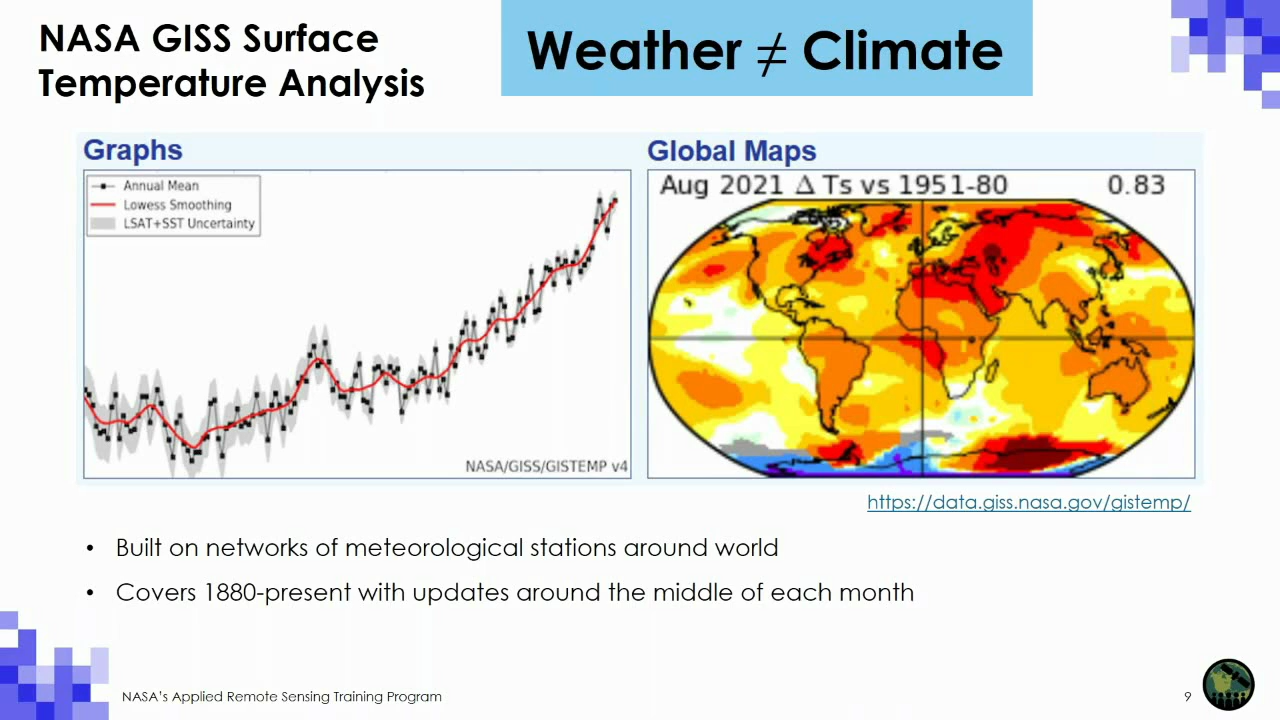 NASA GISS Surface
Temperature Analysis
Weather ≠ Climate
Graphs
Annual Mean
Lowess Smoothing
LSAT+SST Uncertainty
NASA/GISS/GISTEMP v4
Global Maps
Aug 2021 Δ Ts vs 1951-80 0.83
https://data.giss.nasa.gov/gistemp/
• Built on networks of meteorological stations around world
• Covers 1880-present with updates around the middle of each month
NASA's Applied Remote Sensing Training Program
9